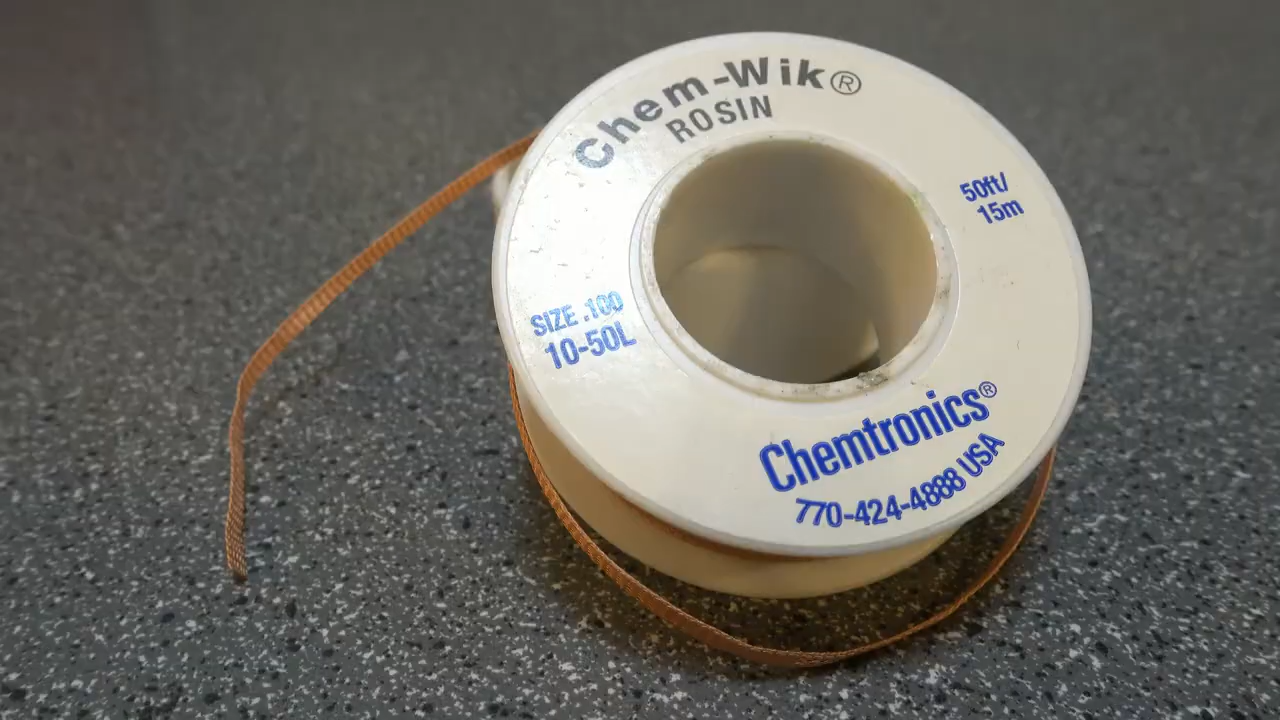 Chem-Wik®
ROSIN
50ft/
15m
SIZE .100
10-50L
Chemtronics®
770-424-4888 USA